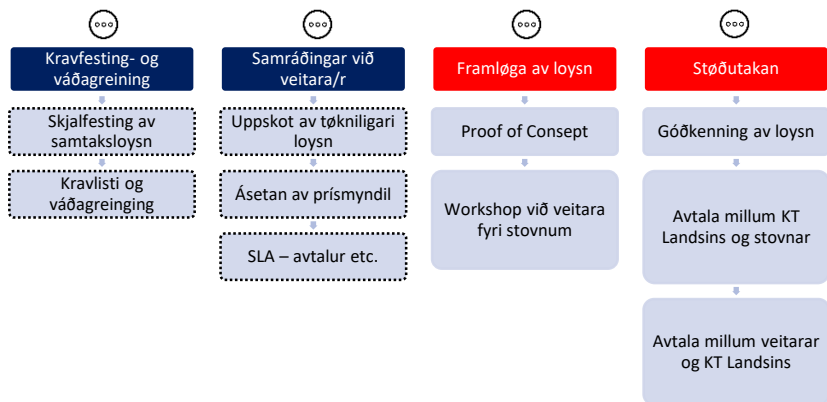 Kravfesting- og
váðagreining
Skjalfesting av
samtaksloysn
Kravlisti og
váðagreinging
Samráðingar við
veitara/r
Uppskot av tøkniligari
loysn
Ásetan av prísmyndil
SLA – avtalur etc.
Framløga av loysn
Proof of Consept
Workshop við veitara
fyri stovnum
Støðutakan
Góðkenning av loysn
Avtala millum KT
Landsins og stovnar
Avtala millum veitarar
og KT Landsins